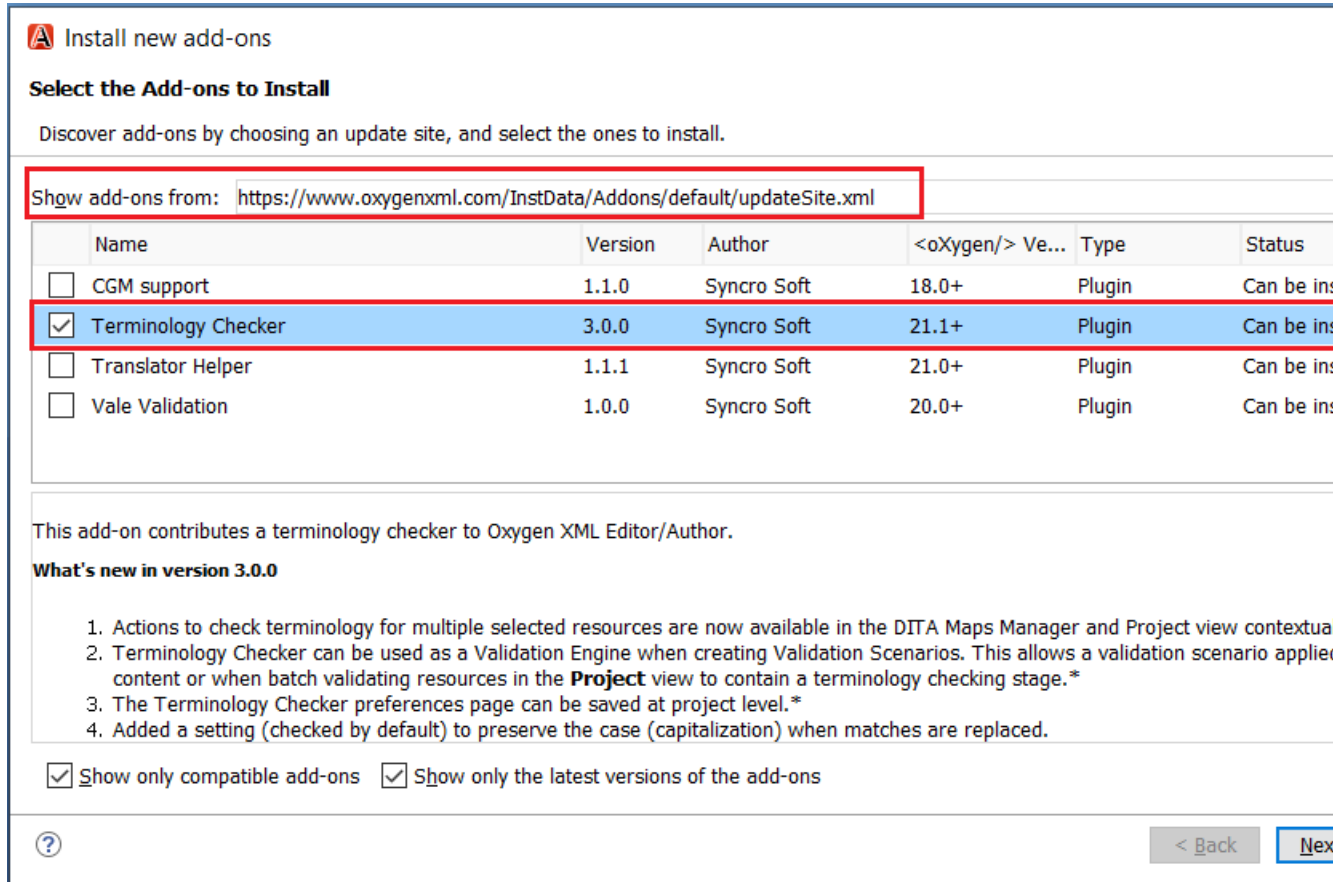 Install new add-ons
Select the Add-ons to Install
Discover add-ons by choosing an update site, and select the ones to install.
Show add-ons from: https://www.oxygenxml.com/InstData/Addons/default/updateSite.xml
Name Version Author <oXygen/> Ve... Type Status
CGM support 1.1.0 Syncro Soft 18.0+ Plugin Can be ins
Terminology Checker 3.0.0 Syncro Soft 21.1+ Plugin Can be ins
Translator Helper 1.1.1 Syncro Soft 21.0+ Plugin Can be ins
Vale Validation 1.0.0 Syncro Soft 20.0+ Plugin Can be ins
This add-on contributes a terminology checker to Oxygen XML Editor/Author.
What's new in version 3.0.0
1. Actions to check terminology for multiple selected resources are now available in the DITA Maps Manager and Project view contextua
2. Terminology Checker can be used as a Validation Engine when creating Validation Scenarios. This allows a validation scenario applied
content or when batch validating resources in the Project view to contain a terminology checking stage.*
3. The Terminology Checker preferences page can be saved at project level.*
4. Added a setting (checked by default) to preserve the case (capitalization) when matches are replaced.
Show only compatible add-ons Show only the latest versions of the add-ons
? < Back Nex